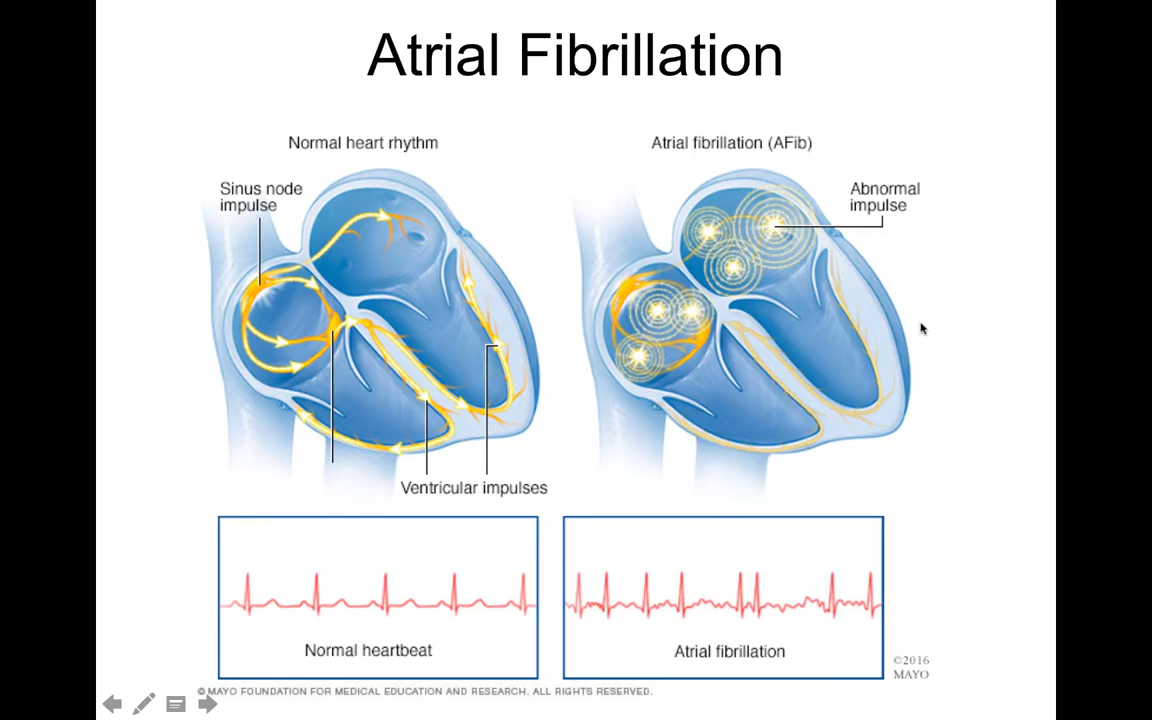 Atrial Fibrillation
Normal heart rhythm
Atrial fibrillation (AFib)
Sinus node
impulse
Abnormal
impulse
Ventricular impulses
Normal heartbeat
Atrial fibrillation
©2016
MAYO
© MAYO FOUNDATION FOR MEDICAL EDUCATION AND RESEARCH. ALL RIGHTS RESERVED.